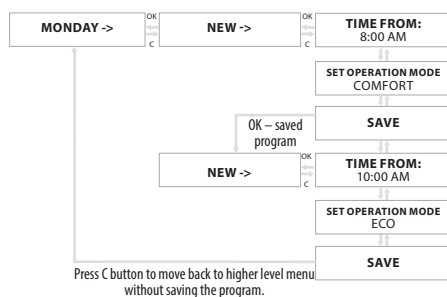 MONDAY ->
OK
C
NEW ->
OK
C
TIME FROM:
8:00 AM
SET OPERATION MODE
COMFORT
SAVE
OK – saved
program
NEW ->
OK
C
TIME FROM:
10:00 AM
SET OPERATION MODE
ECO
SAVE
Press C button to move back to higher level menu
without saving the program.